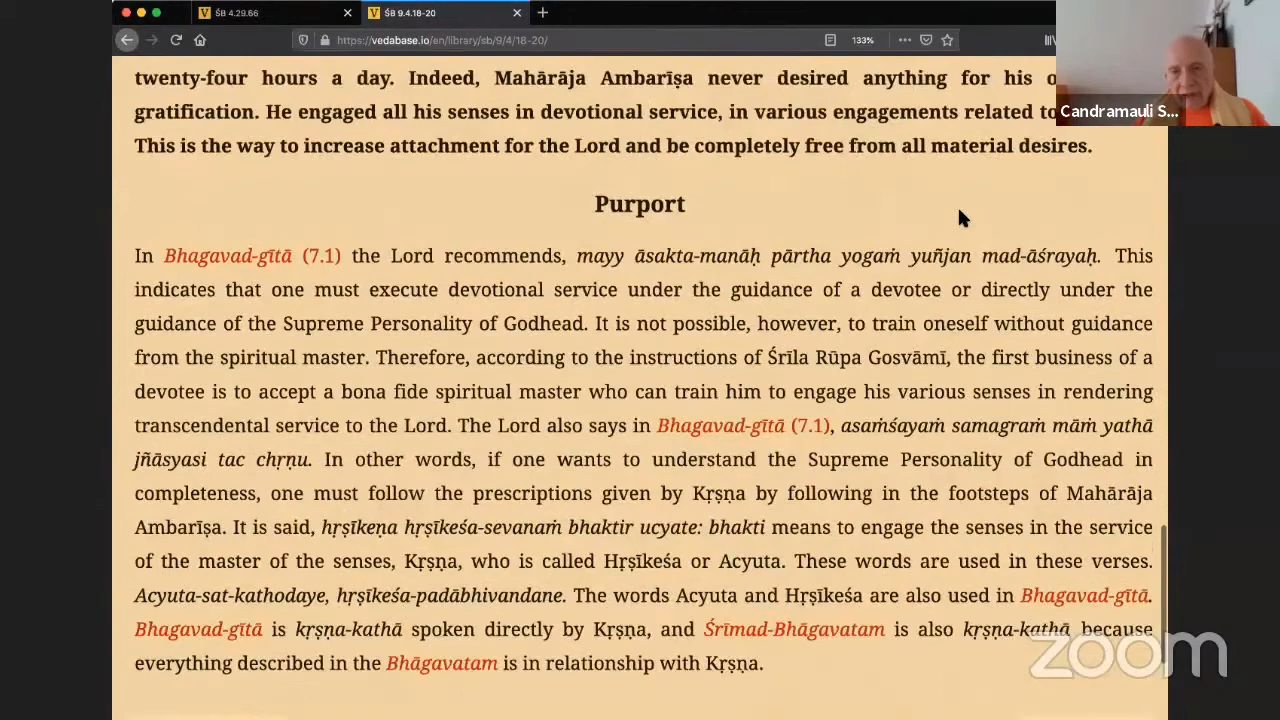 ŚB 4.29.66
ŚB 9.4.18-20
https://vedabase.io/en/library/sb/9/4/18-20/
133%
twenty-four hours a day. Indeed, Mahārāja Ambarīṣa never desired anything for his
gratification. He engaged all his senses in devotional service, in various engagements related to
This is the way to increase attachment for the Lord and be completely free from all material desires.
Candramauli S...
Purport
In Bhagavad-gītā (7.1) the Lord recommends, mayy āsakta-manāḥ pārtha yogaṁ yuñjan mad-āśrayaḥ. This
indicates that one must execute devotional service under the guidance of a devotee or directly under the
guidance of the Supreme Personality of Godhead. It is not possible, however, to train oneself without guidance
from the spiritual master. Therefore, according to the instructions of Śrīla Rūpa Gosvāmī, the first business of a
devotee is to accept a bona fide spiritual master who can train him to engage his various senses in rendering
transcendental service to the Lord. The Lord also says in Bhagavad-gītā (7.1), asaṁśayaṁ samagraṁ māṁ yathā
jñāsyasi tac chṛṇu. In other words, if one wants to understand the Supreme Personality of Godhead in
completeness, one must follow the prescriptions given by Kṛṣṇa by following in the footsteps of Mahārāja
Ambarīṣa. It is said, hṛṣīkeṇa hṛṣīkeśa-sevanaṁ bhaktir ucyate: bhakti means to engage the senses in the service
of the master of the senses, Kṛṣṇa, who is called Hṛṣīkeśa or Acyuta. These words are used in these verses.
Acyuta-sat-kathodaye, hṛṣīkeśa-padābhivandane. The words Acyuta and Hṛṣīkeśa are also used in Bhagavad-gītā.
Bhagavad-gītā is kṛṣṇa-kathā spoken directly by Kṛṣṇa, and Śrīmad-Bhāgavatam is also kṛṣṇa-kathā because
everything described in the Bhāgavatam is in relationship with Kṛṣṇa.
zoom